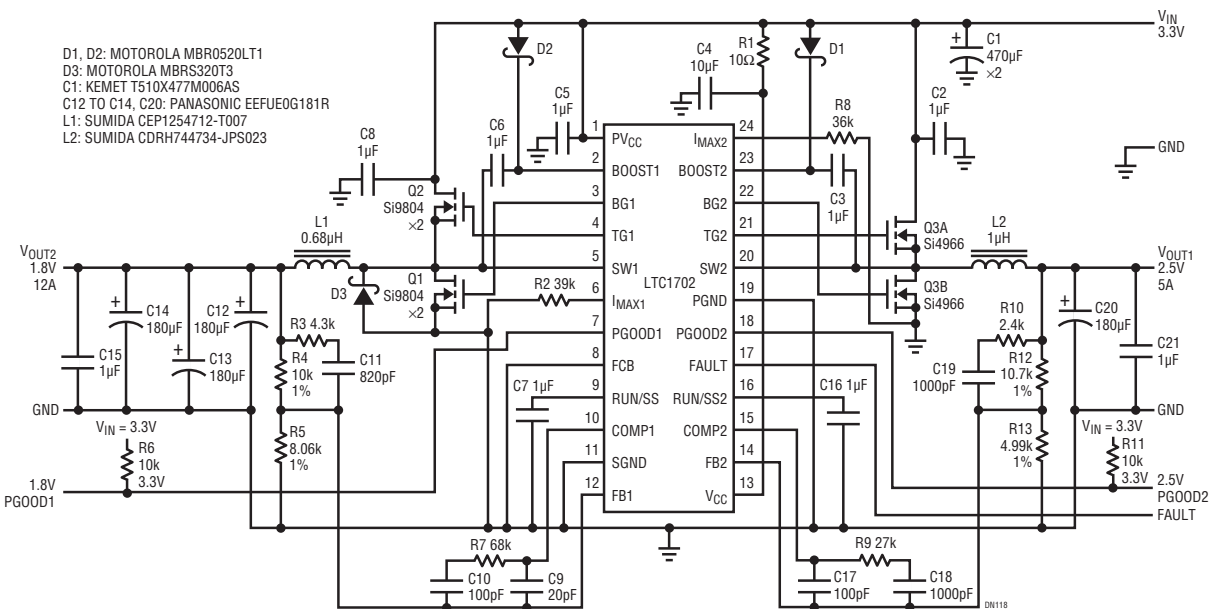 V_IN
3.3V
D1, D2: MOTOROLA MBR0520LT1
D3: MOTOROLA MBRS320T3
C1: KEMET T510X477M006AS
C12 TO C14, C20: PANASONIC EEFUE0G181R
L1: SUMIDA CEP1254712-T007
L2: SUMIDA CDRH744734-JPS023
D2
C4
10µF
R1
10Ω
D1
+
C1
470µF
×2
C5
1µF
C2
1µF
C8
1µF
C6
1µF
R8
36k
C3
1µF
GND
1
PV_CC
I_MAX2
24
2
BOOST1
BOOST2
23
3
BG1
BG2
22
4
TG1
TG2
21
5
SW1
SW2
20
6
I_MAX1
PGND
19
7
PGOOD1
PGOOD2
18
8
FCB
FAULT
17
9
RUN/SS
RUN/SS2
16
10
COMP1
COMP2
15
11
SGND
FB2
14
12
FB1
V_CC
13
LTC1702
Q2
Si9804
×2
Q3A
Si4966
L1
0.68µH
L2
1µH
V_OUT2
1.8V
12A
V_OUT1
2.5V
5A
Q1
Si9804
×2
D3
R2 39k
Q3B
Si4966
+
C14
180µF
+
C13
180µF
C12
180µF
+
C15
1µF
R3 4.3k
R4
10k
1%
C11
820pF
R10
2.4k
C19
1000pF
R12
10.7k
1%
+
C20
180µF
C21
1µF
C7 1µF
C16 1µF
GND
GND
V_IN = 3.3V
R6
10k
3.3V
R5
8.06k
1%
R13
4.99k
1%
V_IN = 3.3V
R11
10k
3.3V
1.8V
PGOOD1
2.5V
PGOOD2
FAULT
R7 68k
C10
100pF
C9
20pF
R9 27k
C17
100pF
C18
1000pF
DN118